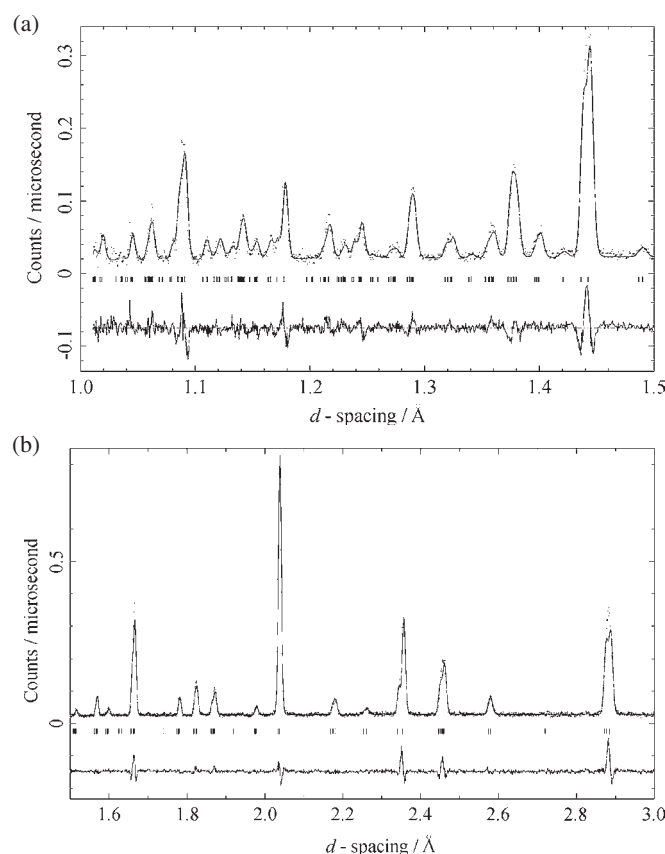 (a)
0.3
0.2
0.1
0
-0.1
Counts / microsecond
1.0 1.1 1.2 1.3 1.4 1.5
d - spacing / Å
(b)
0.5
0
Counts / microsecond
1.6 1.8 2.0 2.2 2.4 2.6 2.8 3.0
d - spacing / Å